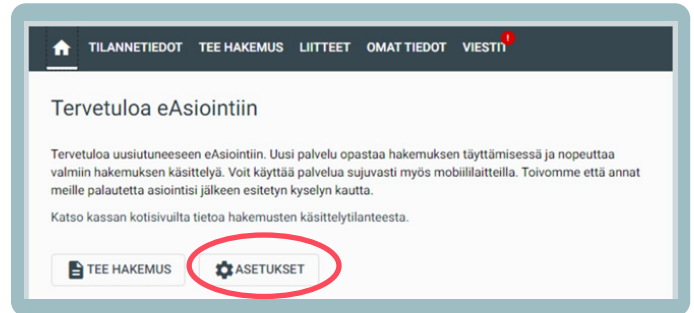 TILANNETIEDOT TEE HAKEMUS LIITTEET OMAT TIEDOT VIESTIT !
Tervetuloa eAsiointiin
Tervetuloa uusiutuneeseen eAsiointiin. Uusi palvelu opastaa hakemuksen täyttämisessä ja nopeuttaa
valmiin hakemuksen käsittelyä. Voit käyttää palvelua sujuvasti myös mobiililaitteilla. Toivomme että annat
meille palautetta asiointisi jälkeen esitetyn kyselyn kautta.
Katso kassan kotisivuilta tietoa hakemusten käsittelytilanteesta.
TEE HAKEMUS ASETUKSET